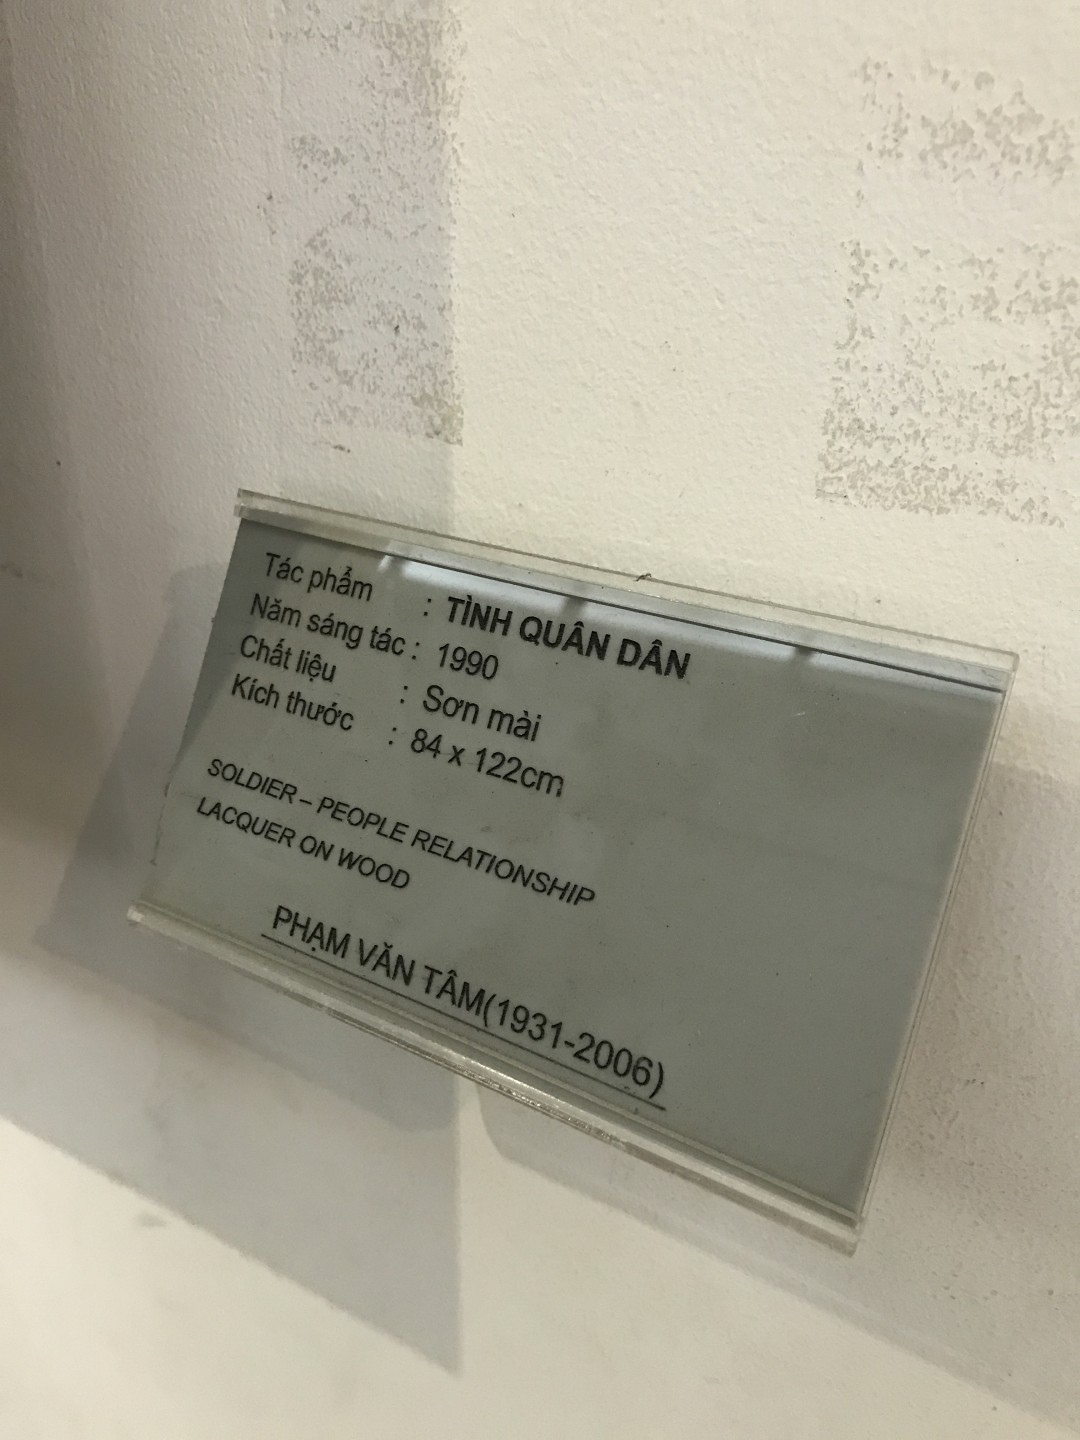 Tác phẩm : TÌNH QUÂN DÂN
Năm sáng tác : 1990
Chất liệu : Sơn mài
Kích thước : 84 x 122cm
SOLDIER – PEOPLE RELATIONSHIP
LACQUER ON WOOD
PHẠM VĂN TÂM(1931-2006)